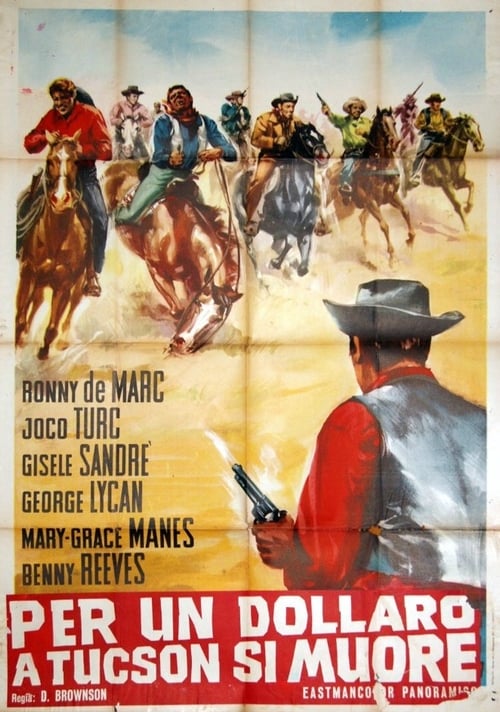 RONNY de MARC
JOCO TURC
GISELE SANDRÈ
GEORGE LYCAN
MARY-GRACE MANES
BENNY REEVES
PER UN DOLLARO
A TUCSON SI MUORE
Regia: D. BROWNSON
EASTMANCOLOR PANORAMICO